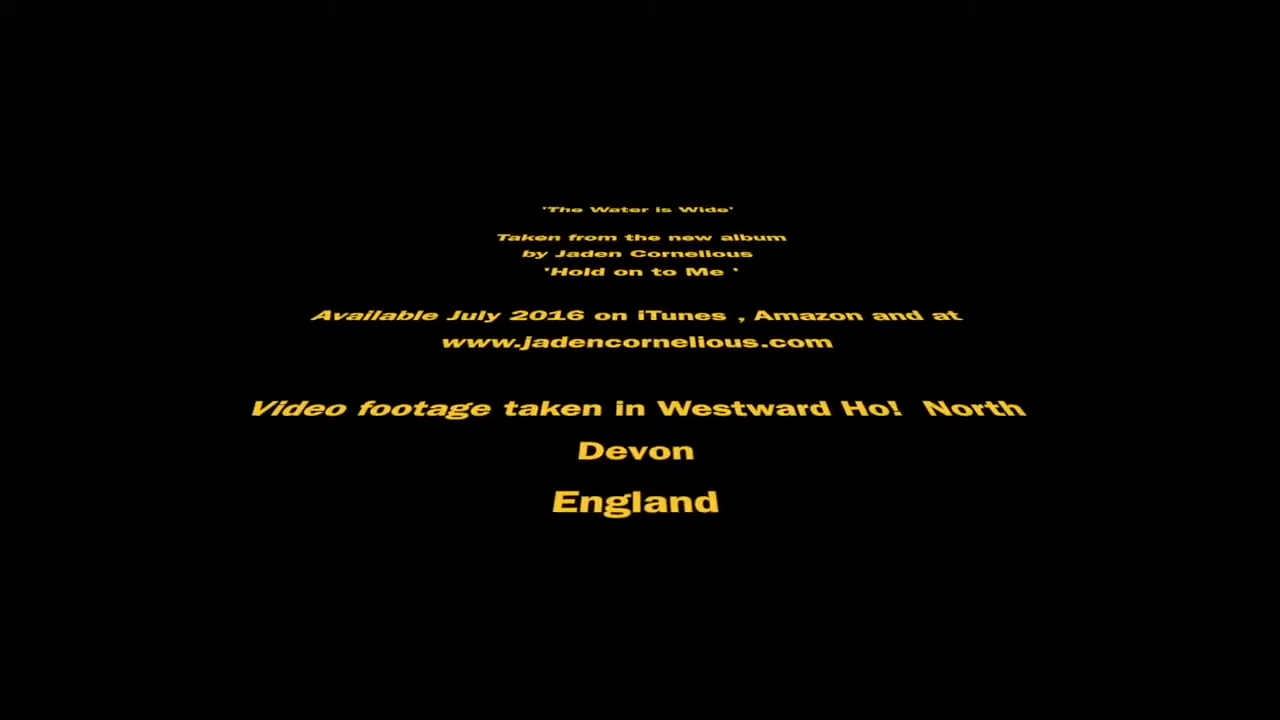 'The Water is Wide'
Taken from the new album
by Jaden Cornelious
'Hold on to Me '
Available July 2016 on iTunes , Amazon and at
www.jadencornelious.com
Video footage taken in Westward Ho!  North
Devon
England